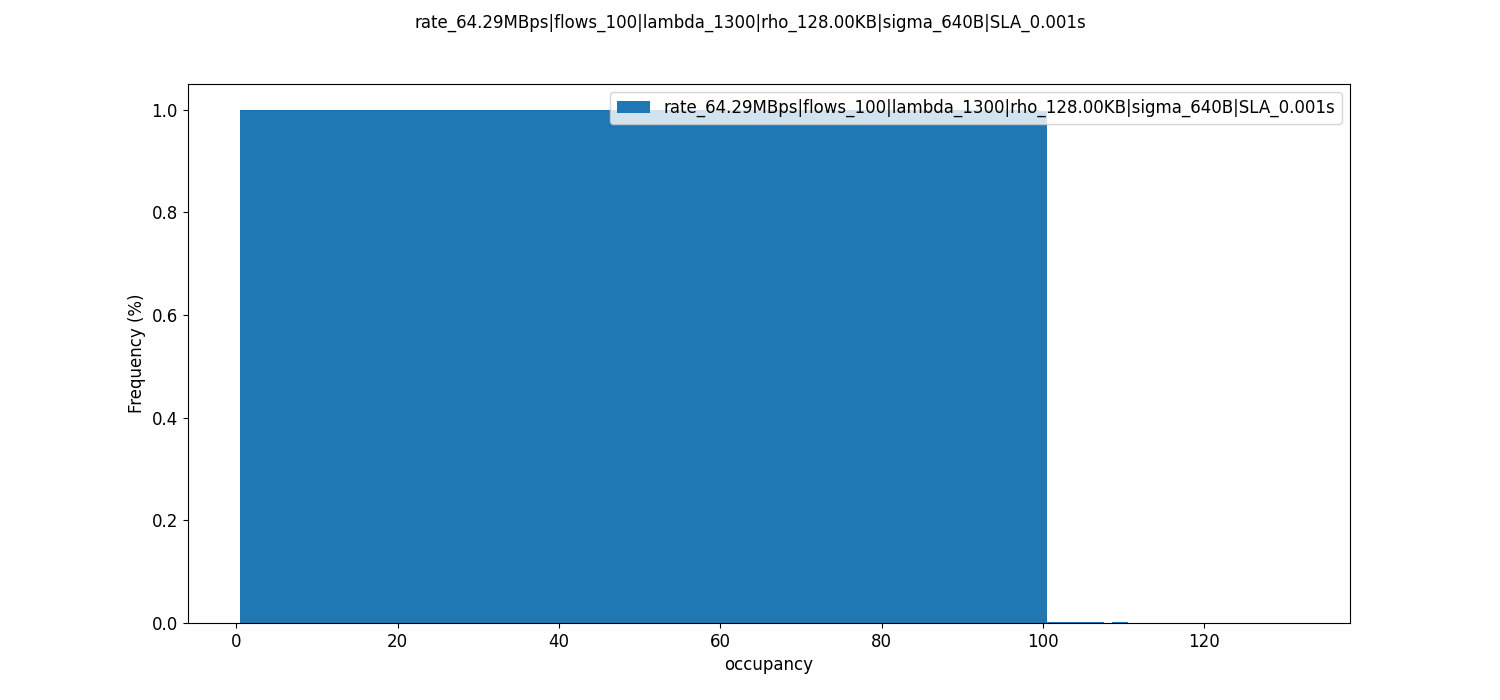 rate_64.29MBps|flows_100|lambda_1300|rho_128.00KB|sigma_640B|SLA_0.001s
rate_64.29MBps|flows_100|lambda_1300|rho_128.00KB|sigma_640B|SLA_0.001s
Frequency (%)
1.0
0.8
0.6
0.4
0.2
0.0
0 20 40 60 80 100 120
occupancy